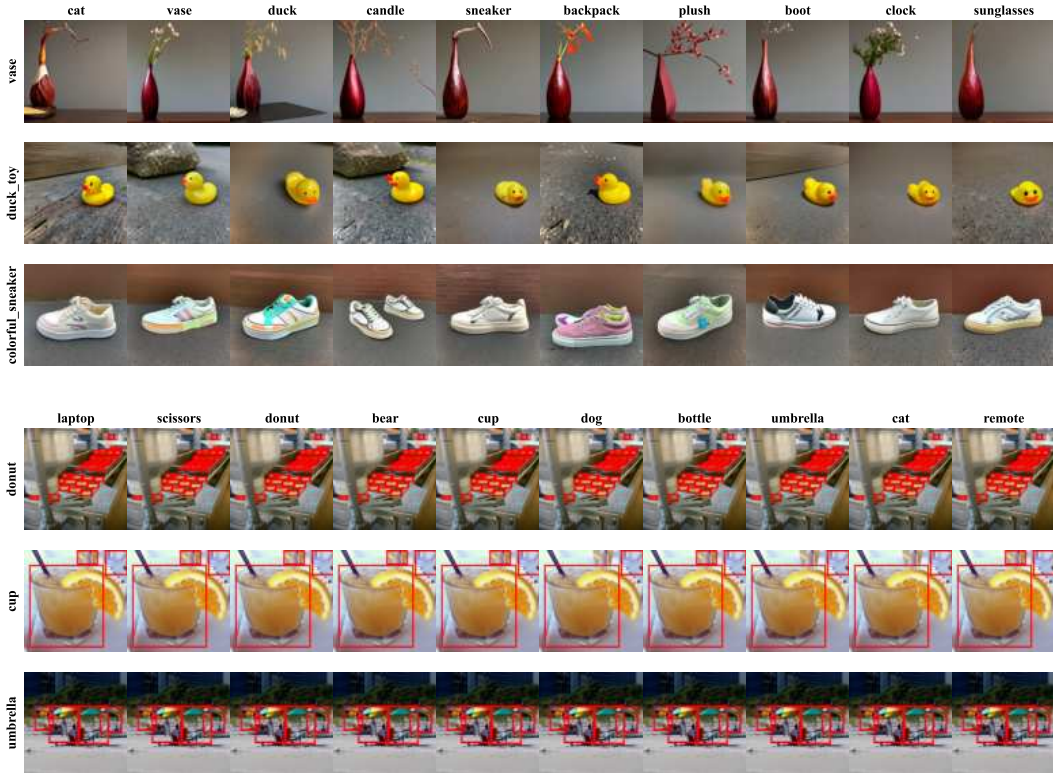 cat vase duck candle sneaker backpack plush boot clock sunglasses
vase
duck_toy
colorful_sneaker
laptop scissors donut bear cup dog bottle umbrella cat remote
donut
cup
umbrella